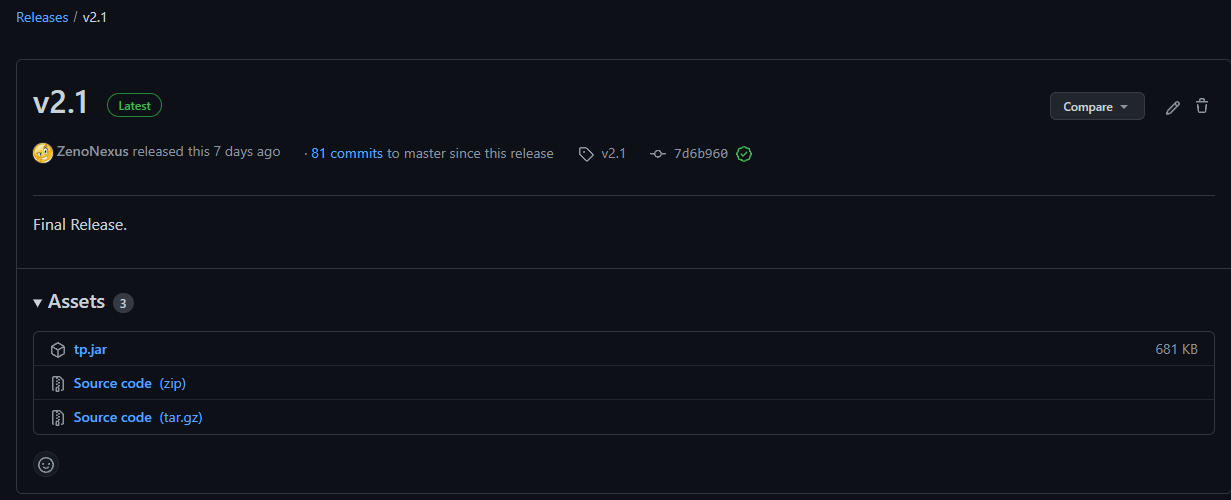 Releases / v2.1
v2.1 Latest Compare
ZenoNexus released this 7 days ago · 81 commits to master since this release v2.1 7d6b960
Final Release.
Assets 3
tp.jar 681 KB
Source code (zip)
Source code (tar.gz)